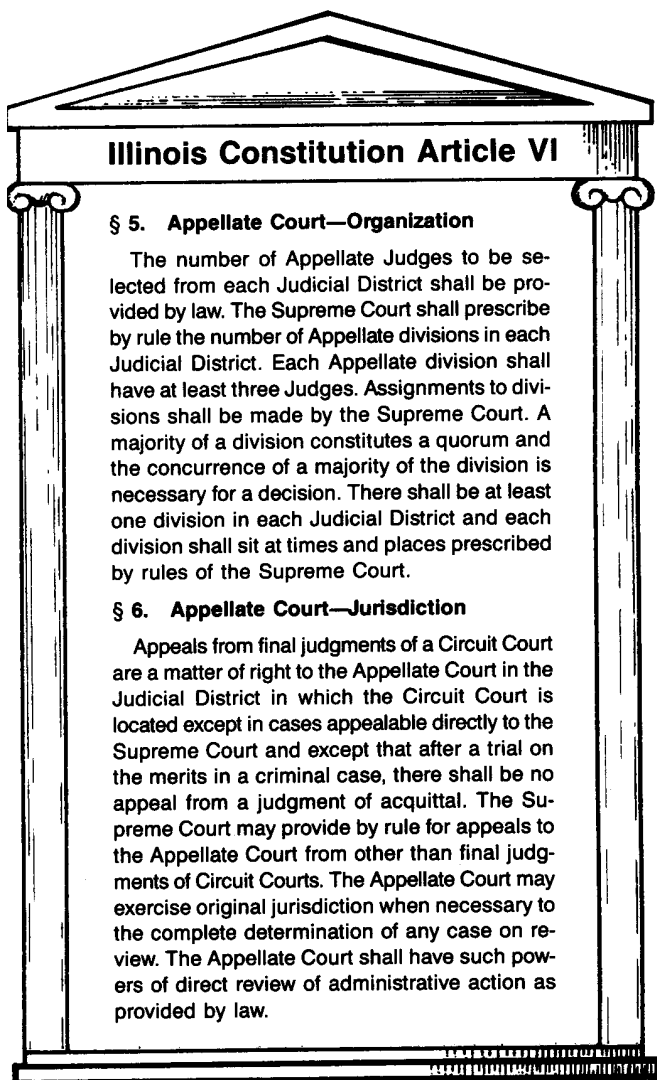 Illinois Constitution Article VI
§ 5. Appellate Court—Organization
The number of Appellate Judges to be se-
lected from each Judicial District shall be pro-
vided by law. The Supreme Court shall prescribe
by rule the number of Appellate divisions in each
Judicial District. Each Appellate division shall
have at least three Judges. Assignments to divi-
sions shall be made by the Supreme Court. A
majority of a division constitutes a quorum and
the concurrence of a majority of the division is
necessary for a decision. There shall be at least
one division in each Judicial District and each
division shall sit at times and places prescribed
by rules of the Supreme Court.
§ 6. Appellate Court—Jurisdiction
Appeals from final judgments of a Circuit Court
are a matter of right to the Appellate Court in the
Judicial District in which the Circuit Court is
located except in cases appealable directly to the
Supreme Court and except that after a trial on
the merits in a criminal case, there shall be no
appeal from a judgment of acquittal. The Su-
preme Court may provide by rule for appeals to
the Appellate Court from other than final judg-
ments of Circuit Courts. The Appellate Court may
exercise original jurisdiction when necessary to
the complete determination of any case on re-
view. The Appellate Court shall have such pow-
ers of direct review of administrative action as
provided by law.